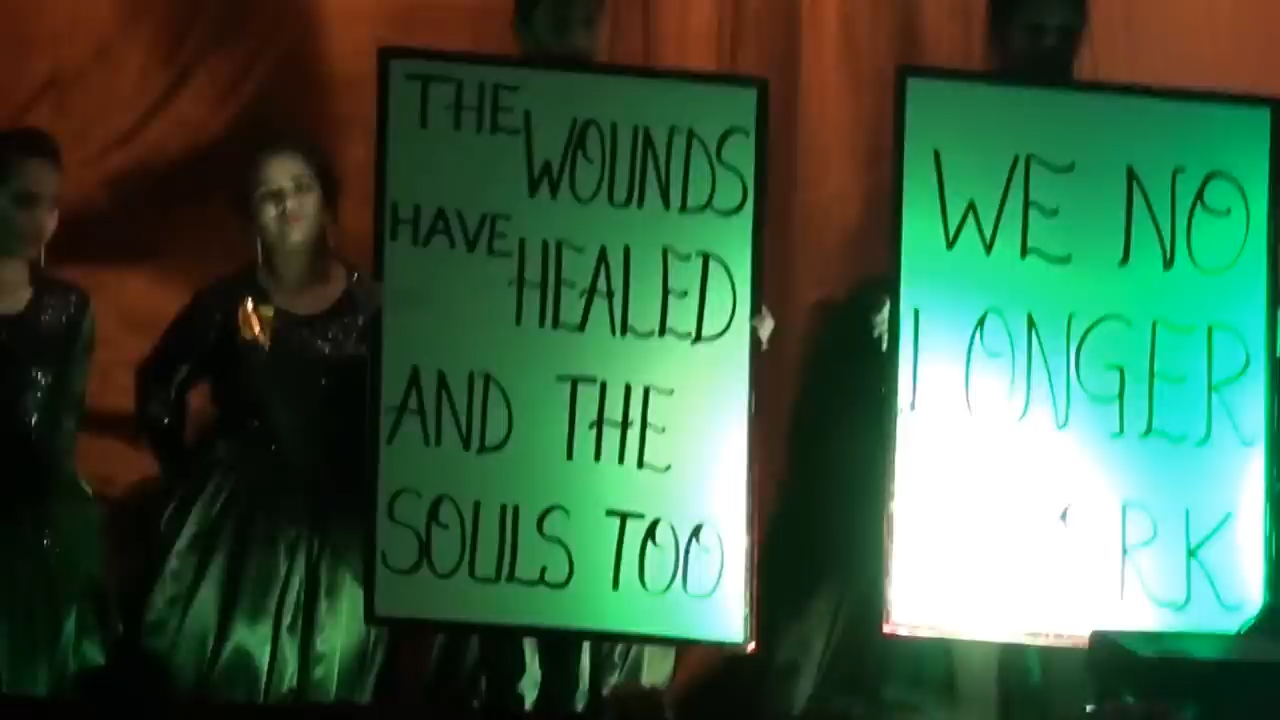 THE WOUNDS
HAVE HEALED
AND THE
SOULS TOO
WE NO
LONGER